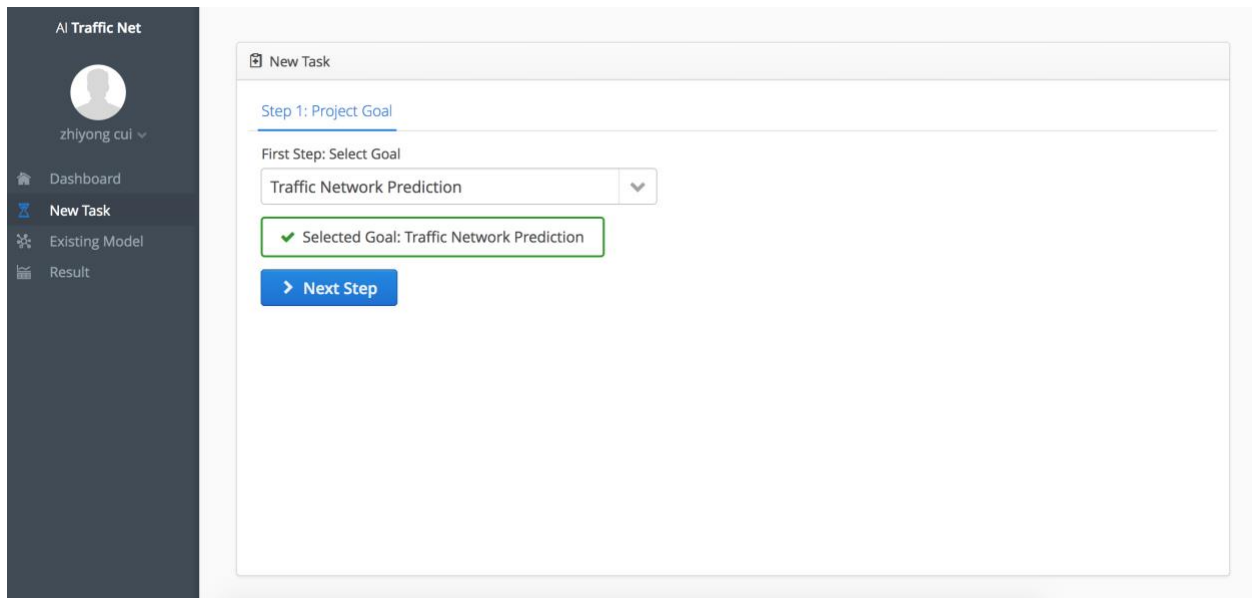 AI Traffic Net
zhiyong cui
Dashboard
New Task
Existing Model
Result
New Task
Step 1: Project Goal
First Step: Select Goal
Traffic Network Prediction
Selected Goal: Traffic Network Prediction
Next Step